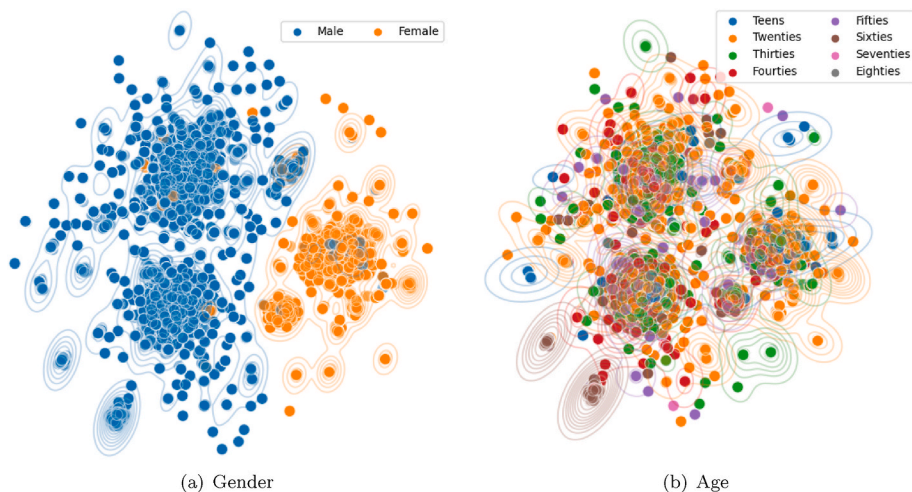 Male Female
Teens Fifties
Twenties Sixties
Thirties Seventies
Fourties Eighties
(a) Gender
(b) Age